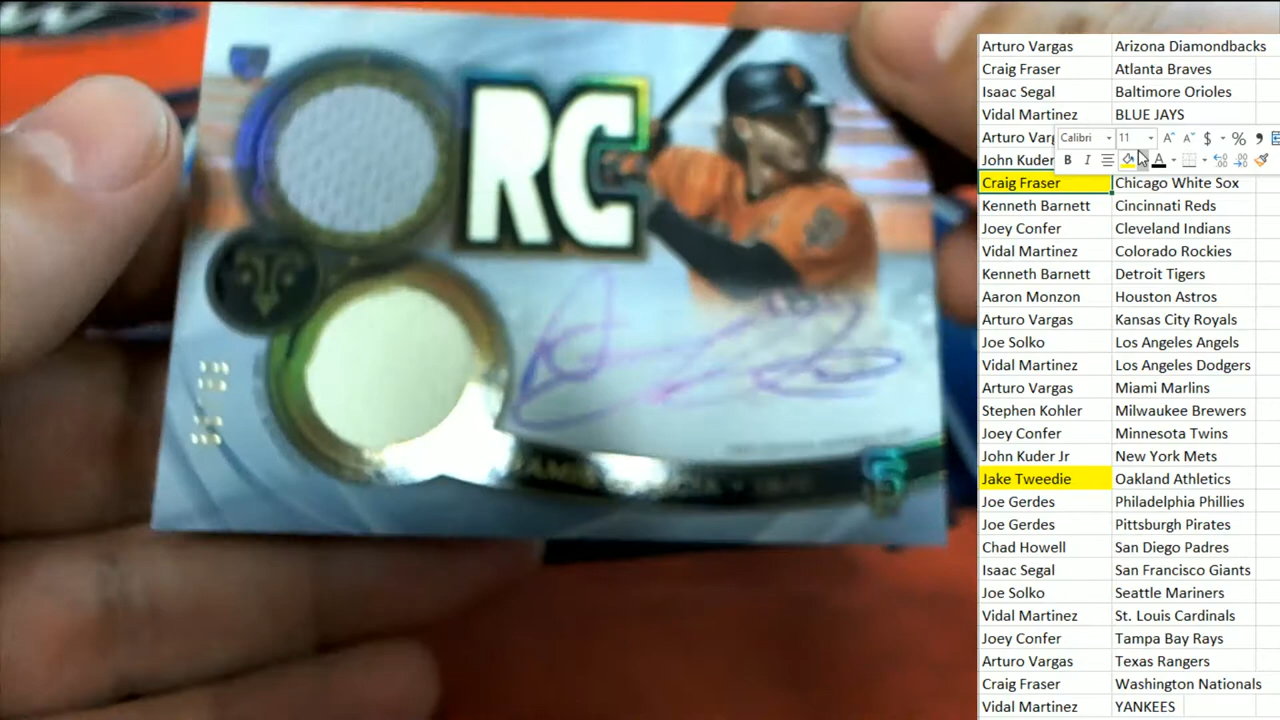 RC
Arturo Vargas Arizona Diamondbacks
Craig Fraser Atlanta Braves
Isaac Segal Baltimore Orioles
Vidal Martinez BLUE JAYS
Arturo Varg
Calibri 11 $ %
John Kuder
B I A
Craig Fraser Chicago White Sox
Kenneth Barnett Cincinnati Reds
Joey Confer Cleveland Indians
Vidal Martinez Colorado Rockies
Kenneth Barnett Detroit Tigers
Aaron Monzon Houston Astros
Arturo Vargas Kansas City Royals
Joe Solko Los Angeles Angels
Vidal Martinez Los Angeles Dodgers
Arturo Vargas Miami Marlins
Stephen Kohler Milwaukee Brewers
Joey Confer Minnesota Twins
John Kuder Jr New York Mets
Jake Tweedie Oakland Athletics
Joe Gerdes Philadelphia Phillies
Joe Gerdes Pittsburgh Pirates
Chad Howell San Diego Padres
Isaac Segal San Francisco Giants
Joe Solko Seattle Mariners
Vidal Martinez St. Louis Cardinals
Joey Confer Tampa Bay Rays
Arturo Vargas Texas Rangers
Craig Fraser Washington Nationals
Vidal Martinez YANKEES